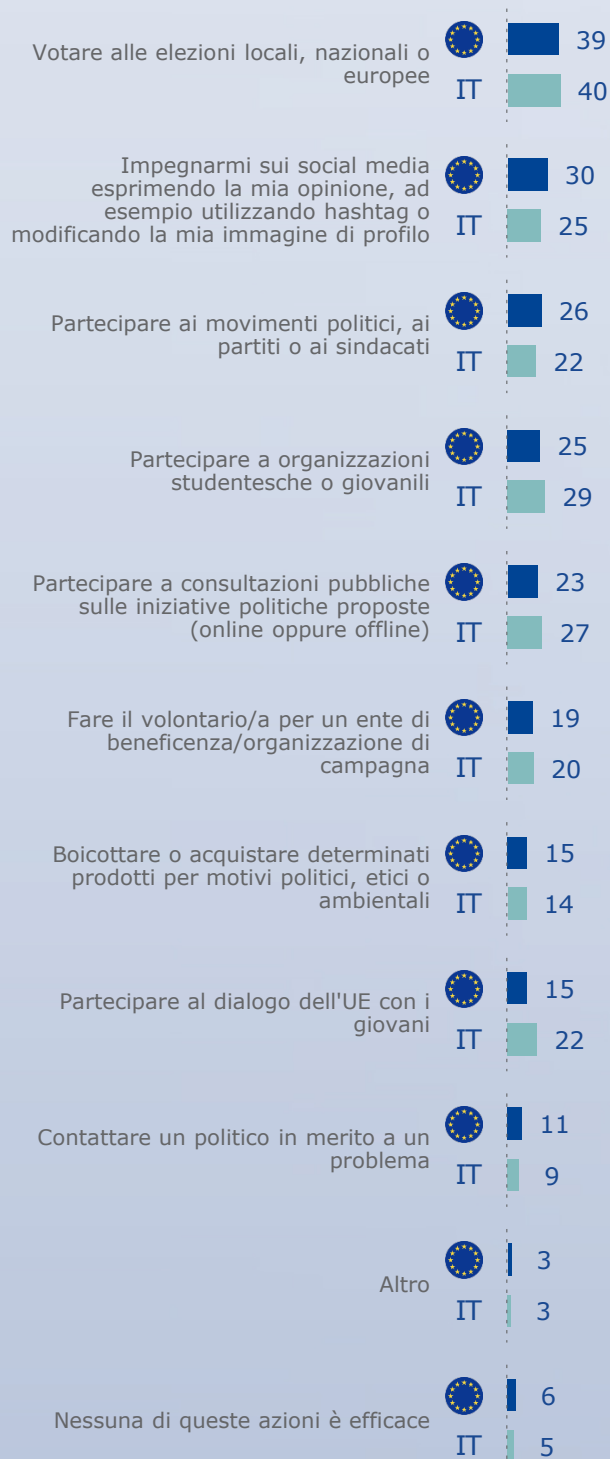 Votare alle elezioni locali, nazionali o
europee
39
IT 40
Impegnarmi sui social media
esprimendo la mia opinione, ad
esempio utilizzando hashtag o
modificando la mia immagine di profilo
30
IT 25
Partecipare ai movimenti politici, ai
partiti o ai sindacati
26
IT 22
Partecipare a organizzazioni
studentesche o giovanili
25
IT 29
Partecipare a consultazioni pubbliche
sulle iniziative politiche proposte
(online oppure offline)
23
IT 27
Fare il volontario/a per un ente di
beneficenza/organizzazione di
campagna
19
IT 20
Boicottare o acquistare determinati
prodotti per motivi politici, etici o
ambientali
15
IT 14
Partecipare al dialogo dell'UE con i
giovani
15
IT 22
Contattare un politico in merito a un
problema
11
IT 9
Altro
3
IT 3
Nessuna di queste azioni è efficace
6
IT 5